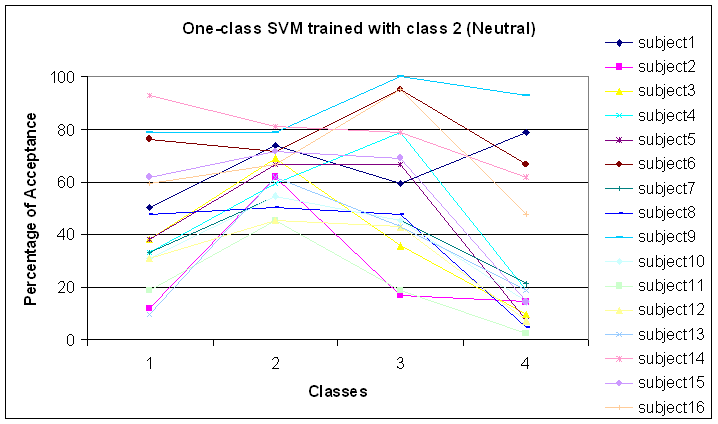 One-class SVM trained with class 2 (Neutral)
Percentage of Acceptance
100
80
60
40
20
0
1 2 3 4
Classes
subject1
subject2
subject3
subject4
subject5
subject6
subject7
subject8
subject9
subject10
subject11
subject12
subject13
subject14
subject15
subject16